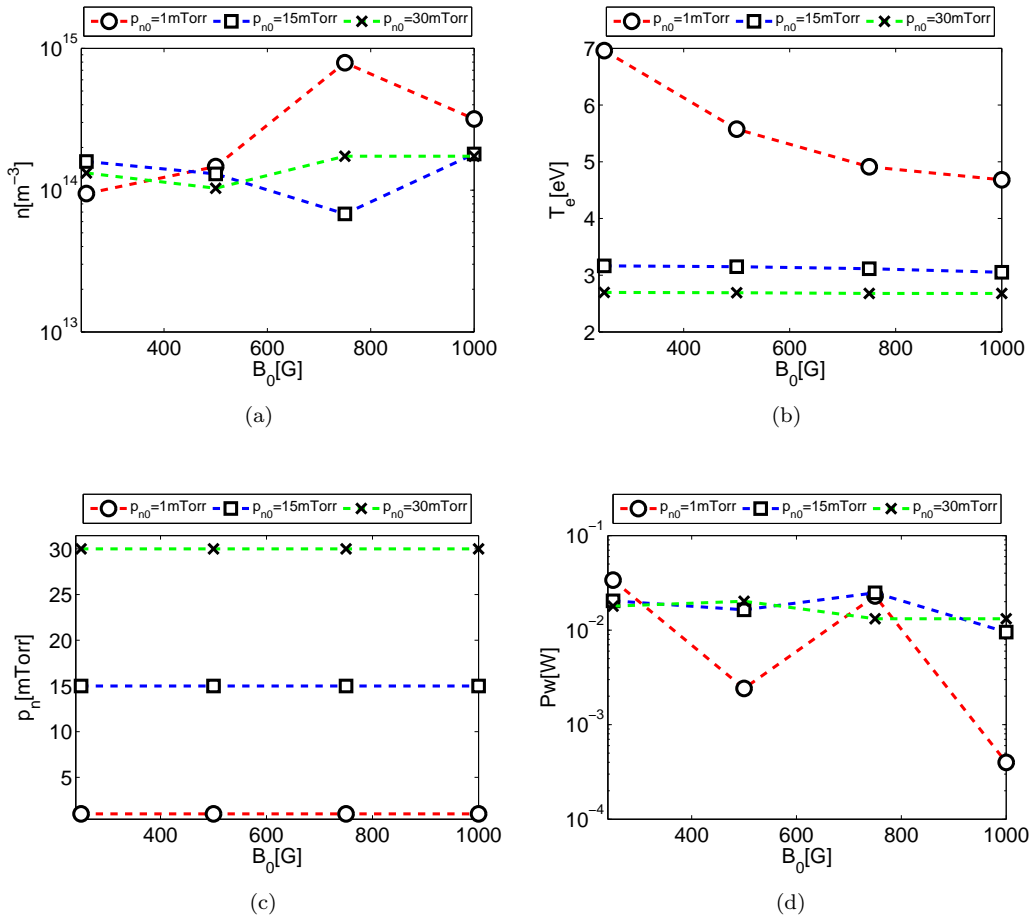 p_n0=1mTorr p_n0=15mTorr p_n0=30mTorr
10^15
10^14
10^13
n[m^−3]
400 600 800 1000
B_0[G]
(a)
p_n0=1mTorr p_n0=15mTorr p_n0=30mTorr
7
6
5
4
3
2
T_e[eV]
400 600 800 1000
B_0[G]
(b)
p_n0=1mTorr p_n0=15mTorr p_n0=30mTorr
30
25
20
15
10
5
p_n[mTorr]
400 600 800 1000
B_0[G]
(c)
p_n0=1mTorr p_n0=15mTorr p_n0=30mTorr
10^−1
10^−2
10^−3
10^−4
Pw[W]
400 600 800 1000
B_0[G]
(d)